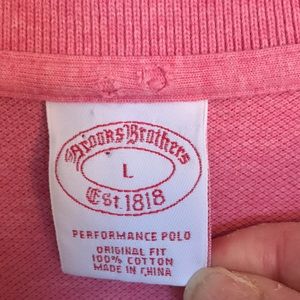 Brooks Brothers
L
Est. 1818
PERFORMANCE POLO
ORIGINAL FIT
100% COTTON
MADE IN CHINA